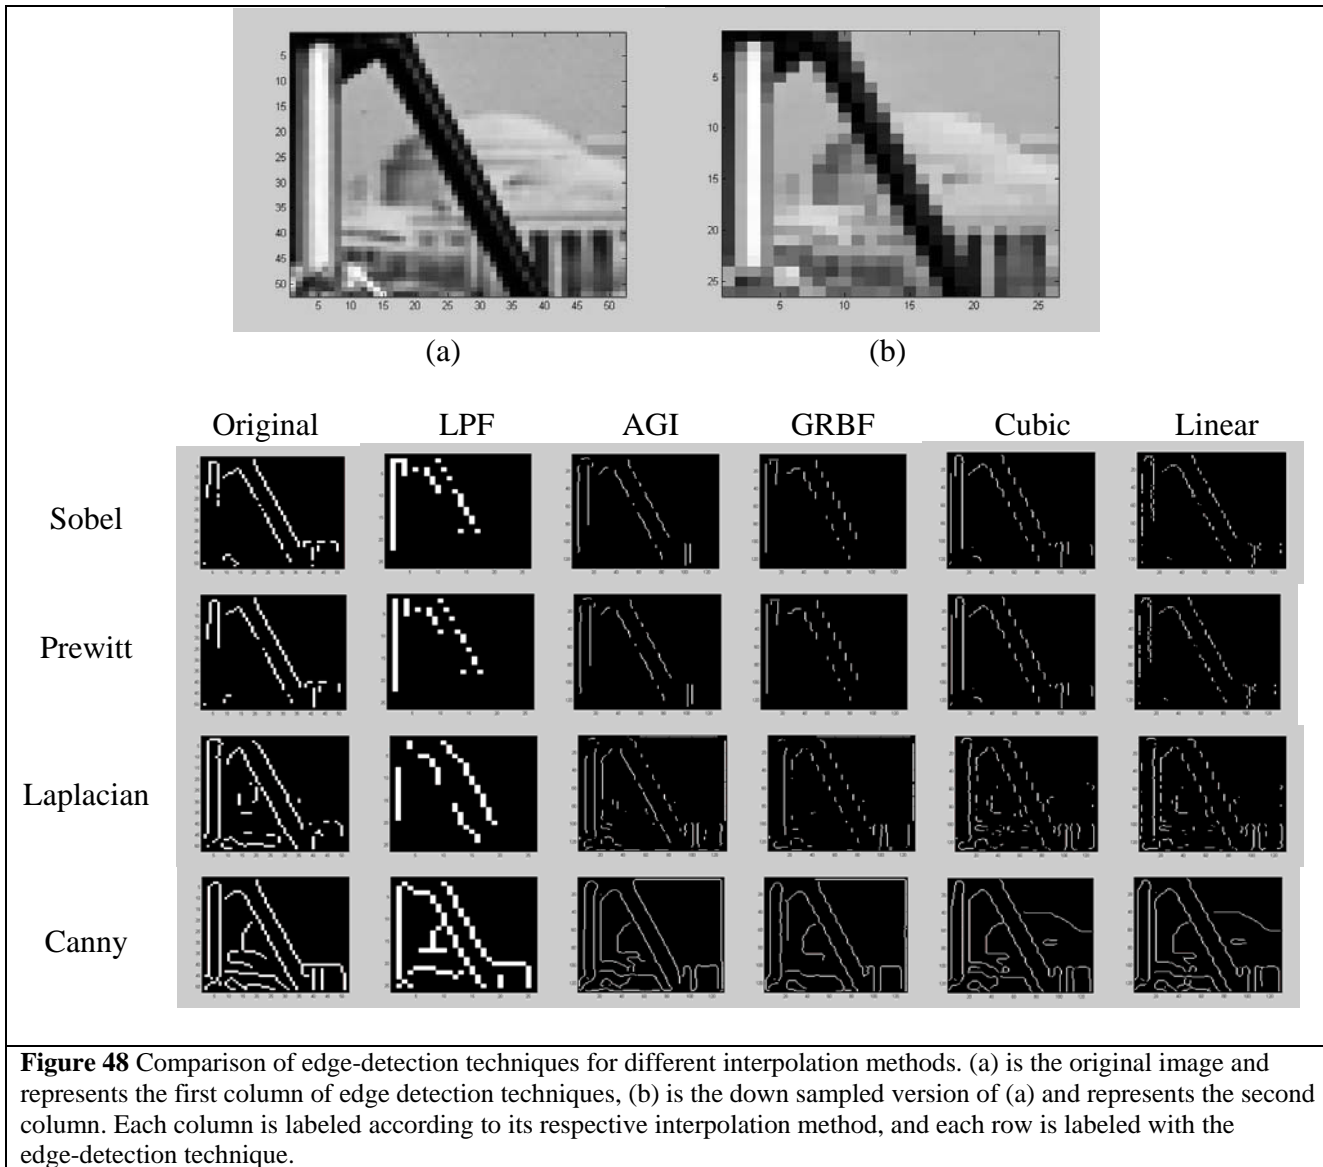 5
10
15
20
25
30
35
40
45
50
5 10 15 20 25 30 35 40 45 50
5
10
15
20
25
5 10 15 20 25
(a) (b)
Original LPF AGI GRBF Cubic Linear
Sobel
Prewitt
Laplacian
Canny
Figure 48 Comparison of edge-detection techniques for different interpolation methods. (a) is the original image and
represents the first column of edge detection techniques, (b) is the down sampled version of (a) and represents the second
column. Each column is labeled according to its respective interpolation method, and each row is labeled with the
edge-detection technique.